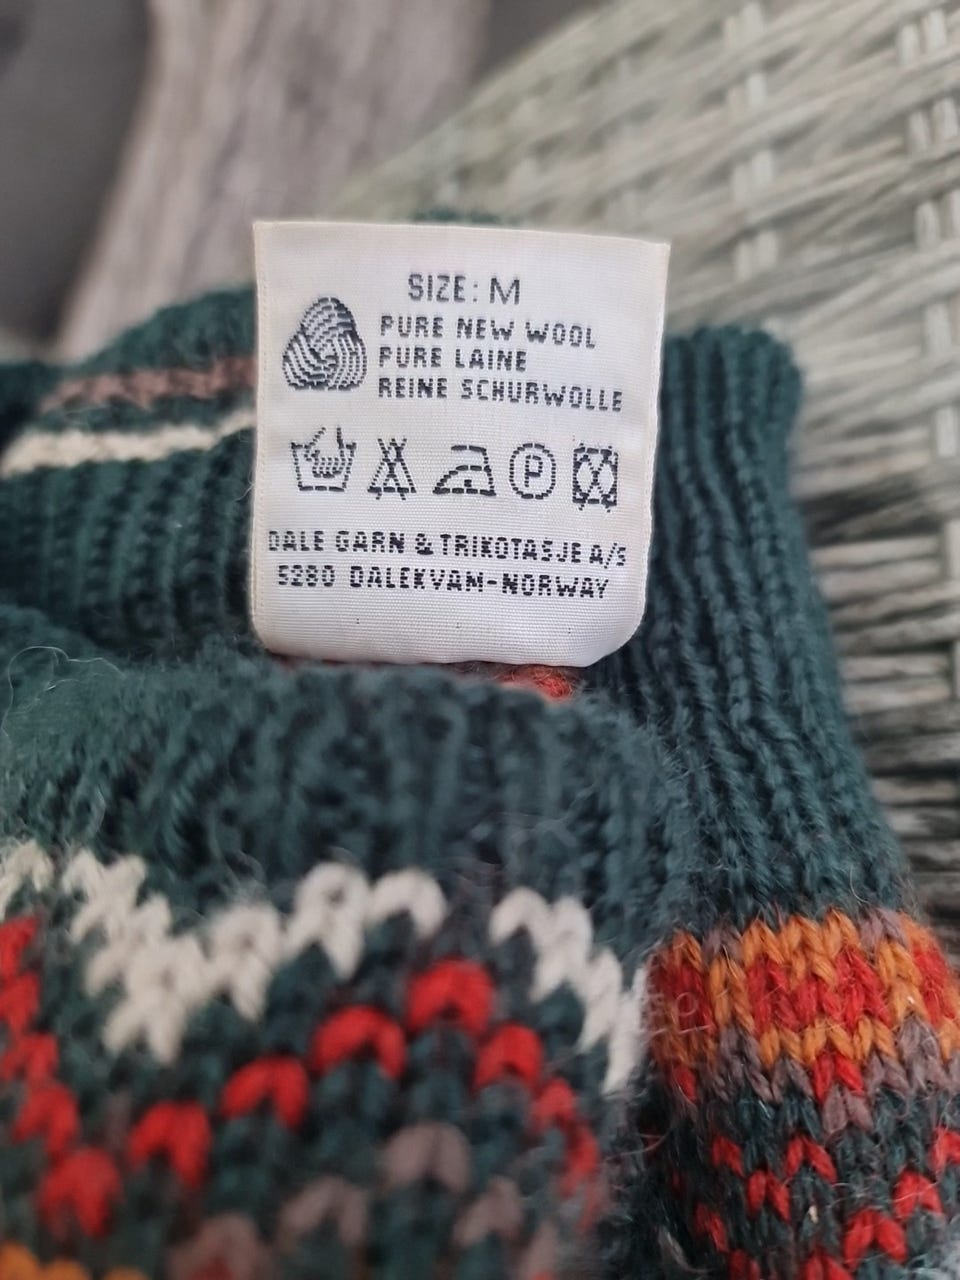 SIZE: M
PURE NEW WOOL
PURE LAINE
REINE SCHURWOLLE
P
DALE GARN & TRIKOTASJE A/S
5280 DALEKVAM-NORWAY